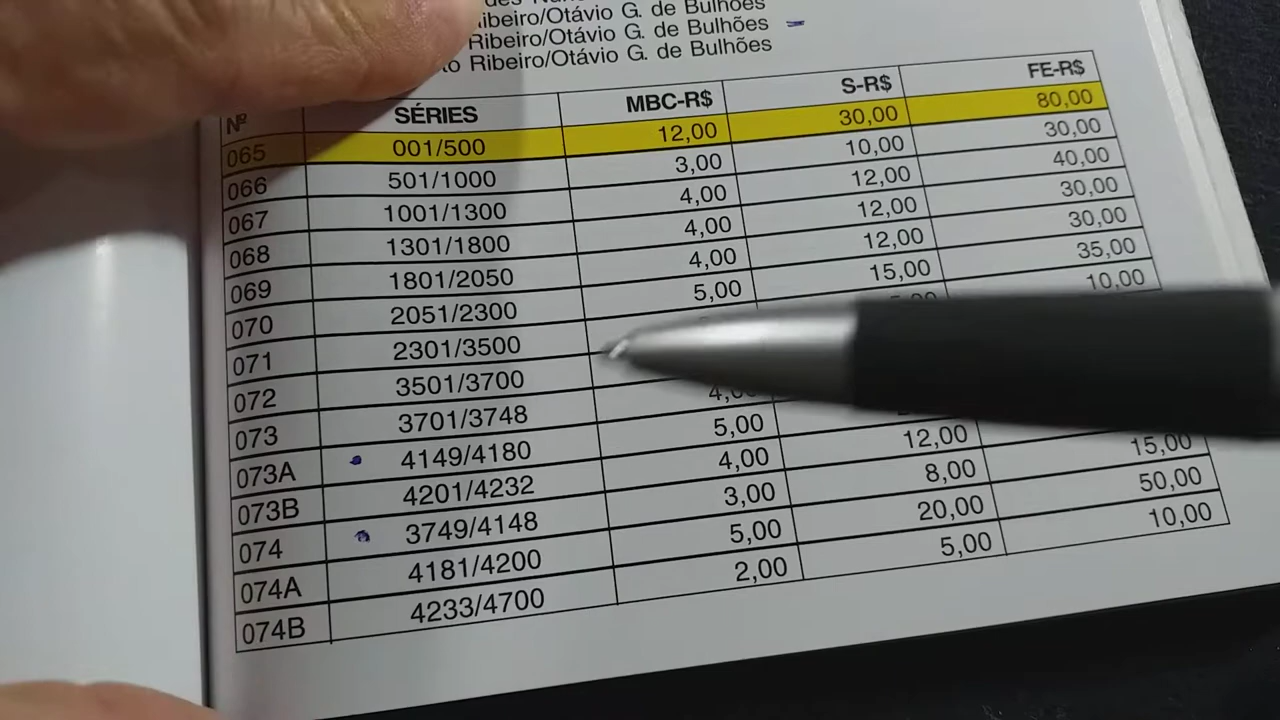 Ribeiro/Otávio G. de Bulhões
Ribeiro/Otávio G. de Bulhões
to Ribeiro/Otávio G. de Bulhões
Nº SÉRIES MBC-R$ S-R$ FE-R$
065 001/500 12,00 30,00 80,00
066 501/1000 3,00 10,00 30,00
067 1001/1300 4,00 12,00 40,00
068 1301/1800 4,00 12,00 30,00
069 1801/2050 4,00 12,00 30,00
070 2051/2300 5,00 15,00 35,00
071 2301/3500 10,00
072 3501/3700
073 3701/3748
073A 4149/4180 5,00
073B 4201/4232 4,00 12,00
074 3749/4148 3,00 8,00 15,00
074A 4181/4200 5,00 20,00 50,00
074B 4233/4700 2,00 5,00 10,00